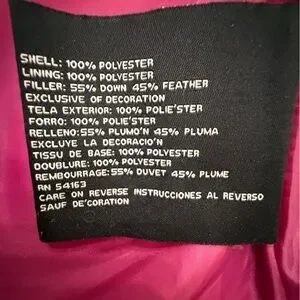 SHELL: 100% POLYESTER
LINING: 100% POLYESTER
FILLER: 55% DOWN 45% FEATHER
EXCLUSIVE OF DECORATION
TELA EXTERIOR: 100% POLIE'STER
FORRO: 100% POLIE'STER
RELLENO:55% PLUMO'N 45% PLUMA
EXCLUYE LA DECORACIO'N
TISSU DE BASE: 100% POLYESTER
DOUBLURE: 100% POLYESTER
REMBOURRAGE:55% DUVET 45% PLUME
RN 54163
CARE ON REVERSE INSTRUCCIONES AL REVERSO
SAUF DE'CORATION